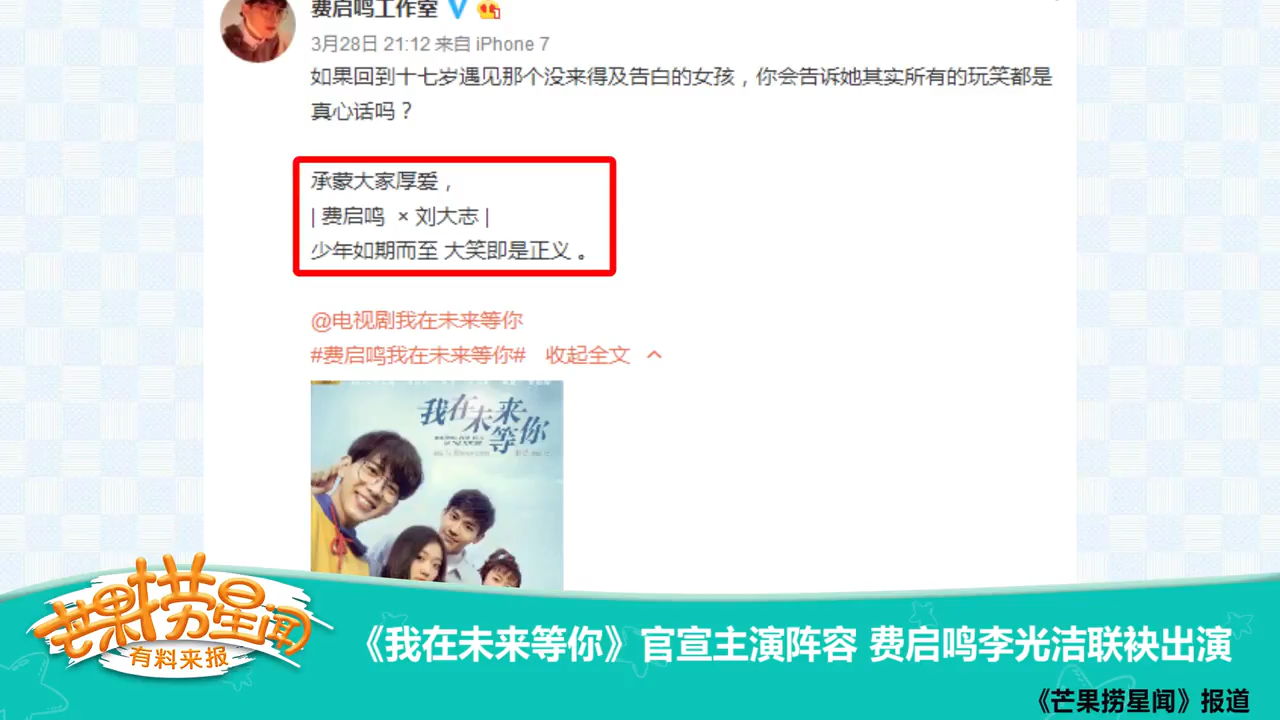 费启鸣工作室
3月28日 21:12 来自 iPhone 7
如果回到十七岁遇见那个没来得及告白的女孩，你会告诉她其实所有的玩笑都是
真心话吗？
承蒙大家厚爱，
| 费启鸣 × 刘大志 |
少年如期而至 大笑即是正义 。
@电视剧我在未来等你
#费启鸣我在未来等你# 收起全文
我在未来
等你
芒果捞星闻
有料来报
《我在未来等你》官宣主演阵容 费启鸣李光洁联袂出演
《芒果捞星闻》报道